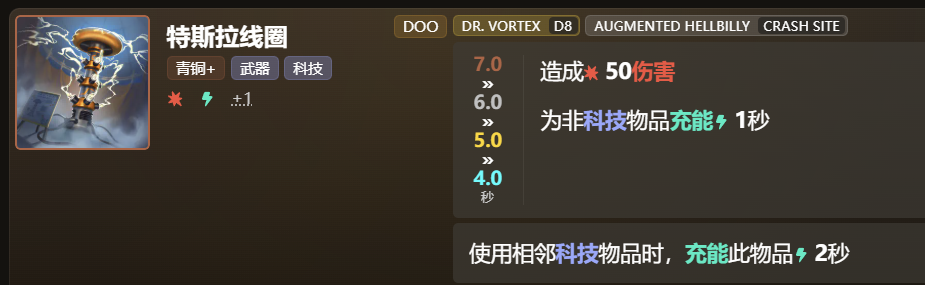 特斯拉线圈
DOO
DR. VORTEX D8
AUGMENTED HELLBILLY CRASH SITE
青铜+ 武器 科技
+1
7.0
»
6.0
»
5.0
»
4.0
秒
造成 50伤害
为非科技物品充能 1秒
使用相邻科技物品时，充能此物品 2秒